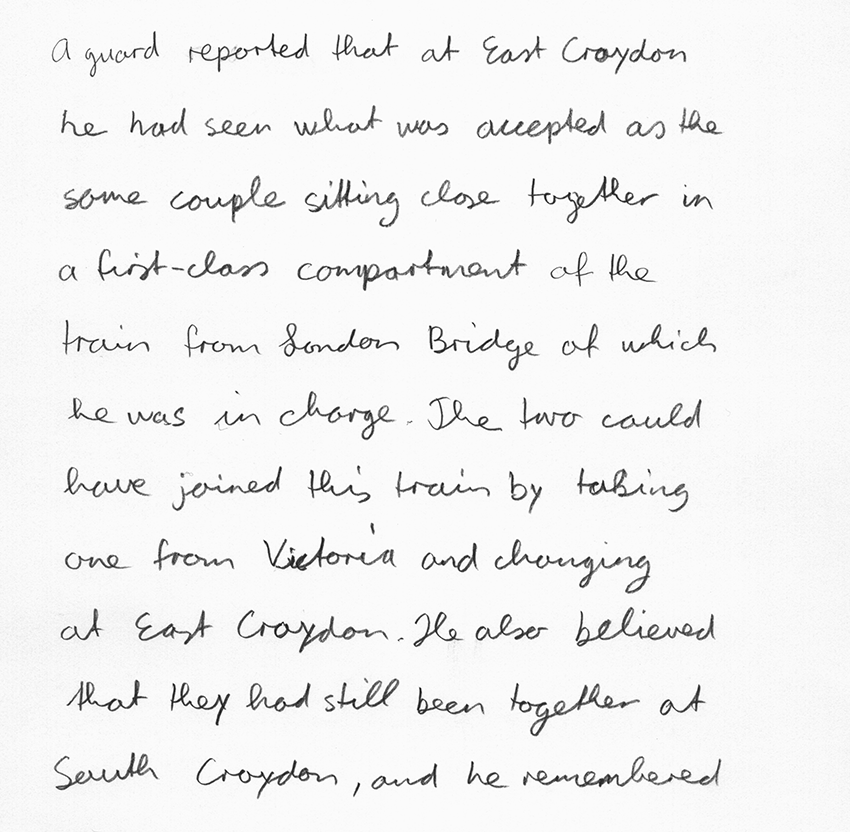 A guard reported that at East Croydon
he had seen what was accepted as the
same couple sitting close together in
a first-class compartment of the
train from London Bridge of which
he was in charge. The two could
have joined this train by taking
one from Victoria and changing
at East Croydon. He also believed
that they had still been together at
South Croydon, and he remembered